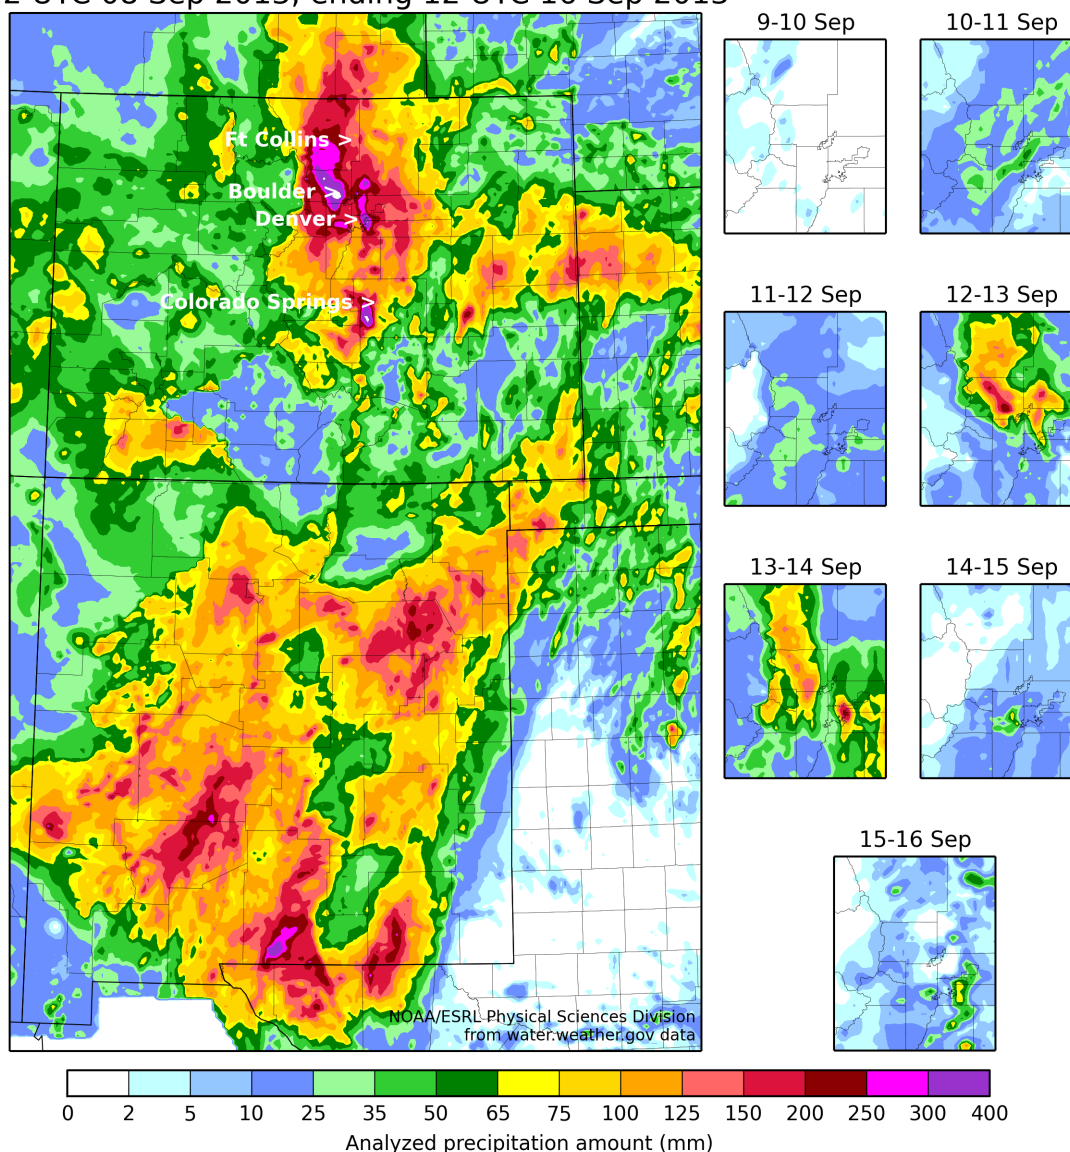 9-10 Sep
10-11 Sep
Ft Collins >
Boulder >
Denver >
Colorado Springs >
11-12 Sep
12-13 Sep
13-14 Sep
14-15 Sep
15-16 Sep
NOAA/ESRL Physical Sciences Division
from water.weather.gov data
0 2 5 10 25 35 50 65 75 100 125 150 200 250 300 400
Analyzed precipitation amount (mm)